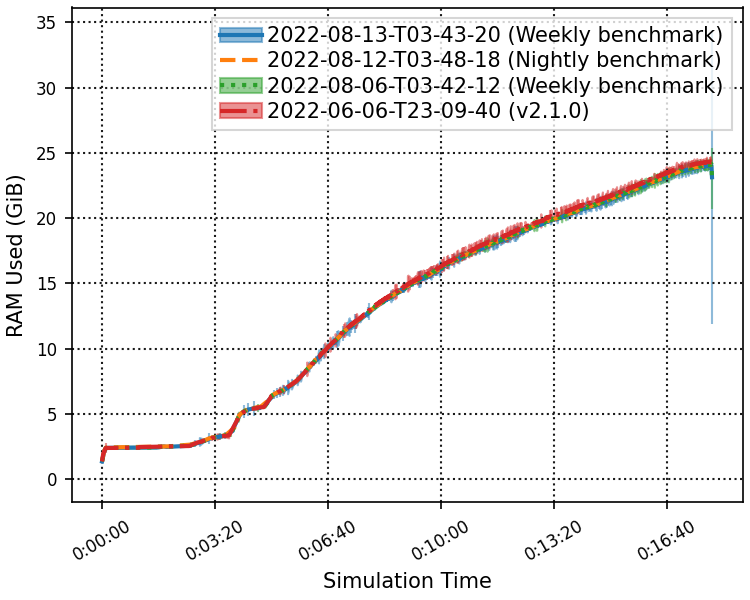 2022-08-13-T03-43-20 (Weekly benchmark)
2022-08-12-T03-48-18 (Nightly benchmark)
2022-08-06-T03-42-12 (Weekly benchmark)
2022-06-06-T23-09-40 (v2.1.0)
RAM Used (GiB)
35
30
25
20
15
10
5
0
0:00:00
0:03:20
0:06:40
0:10:00
0:13:20
0:16:40
Simulation Time